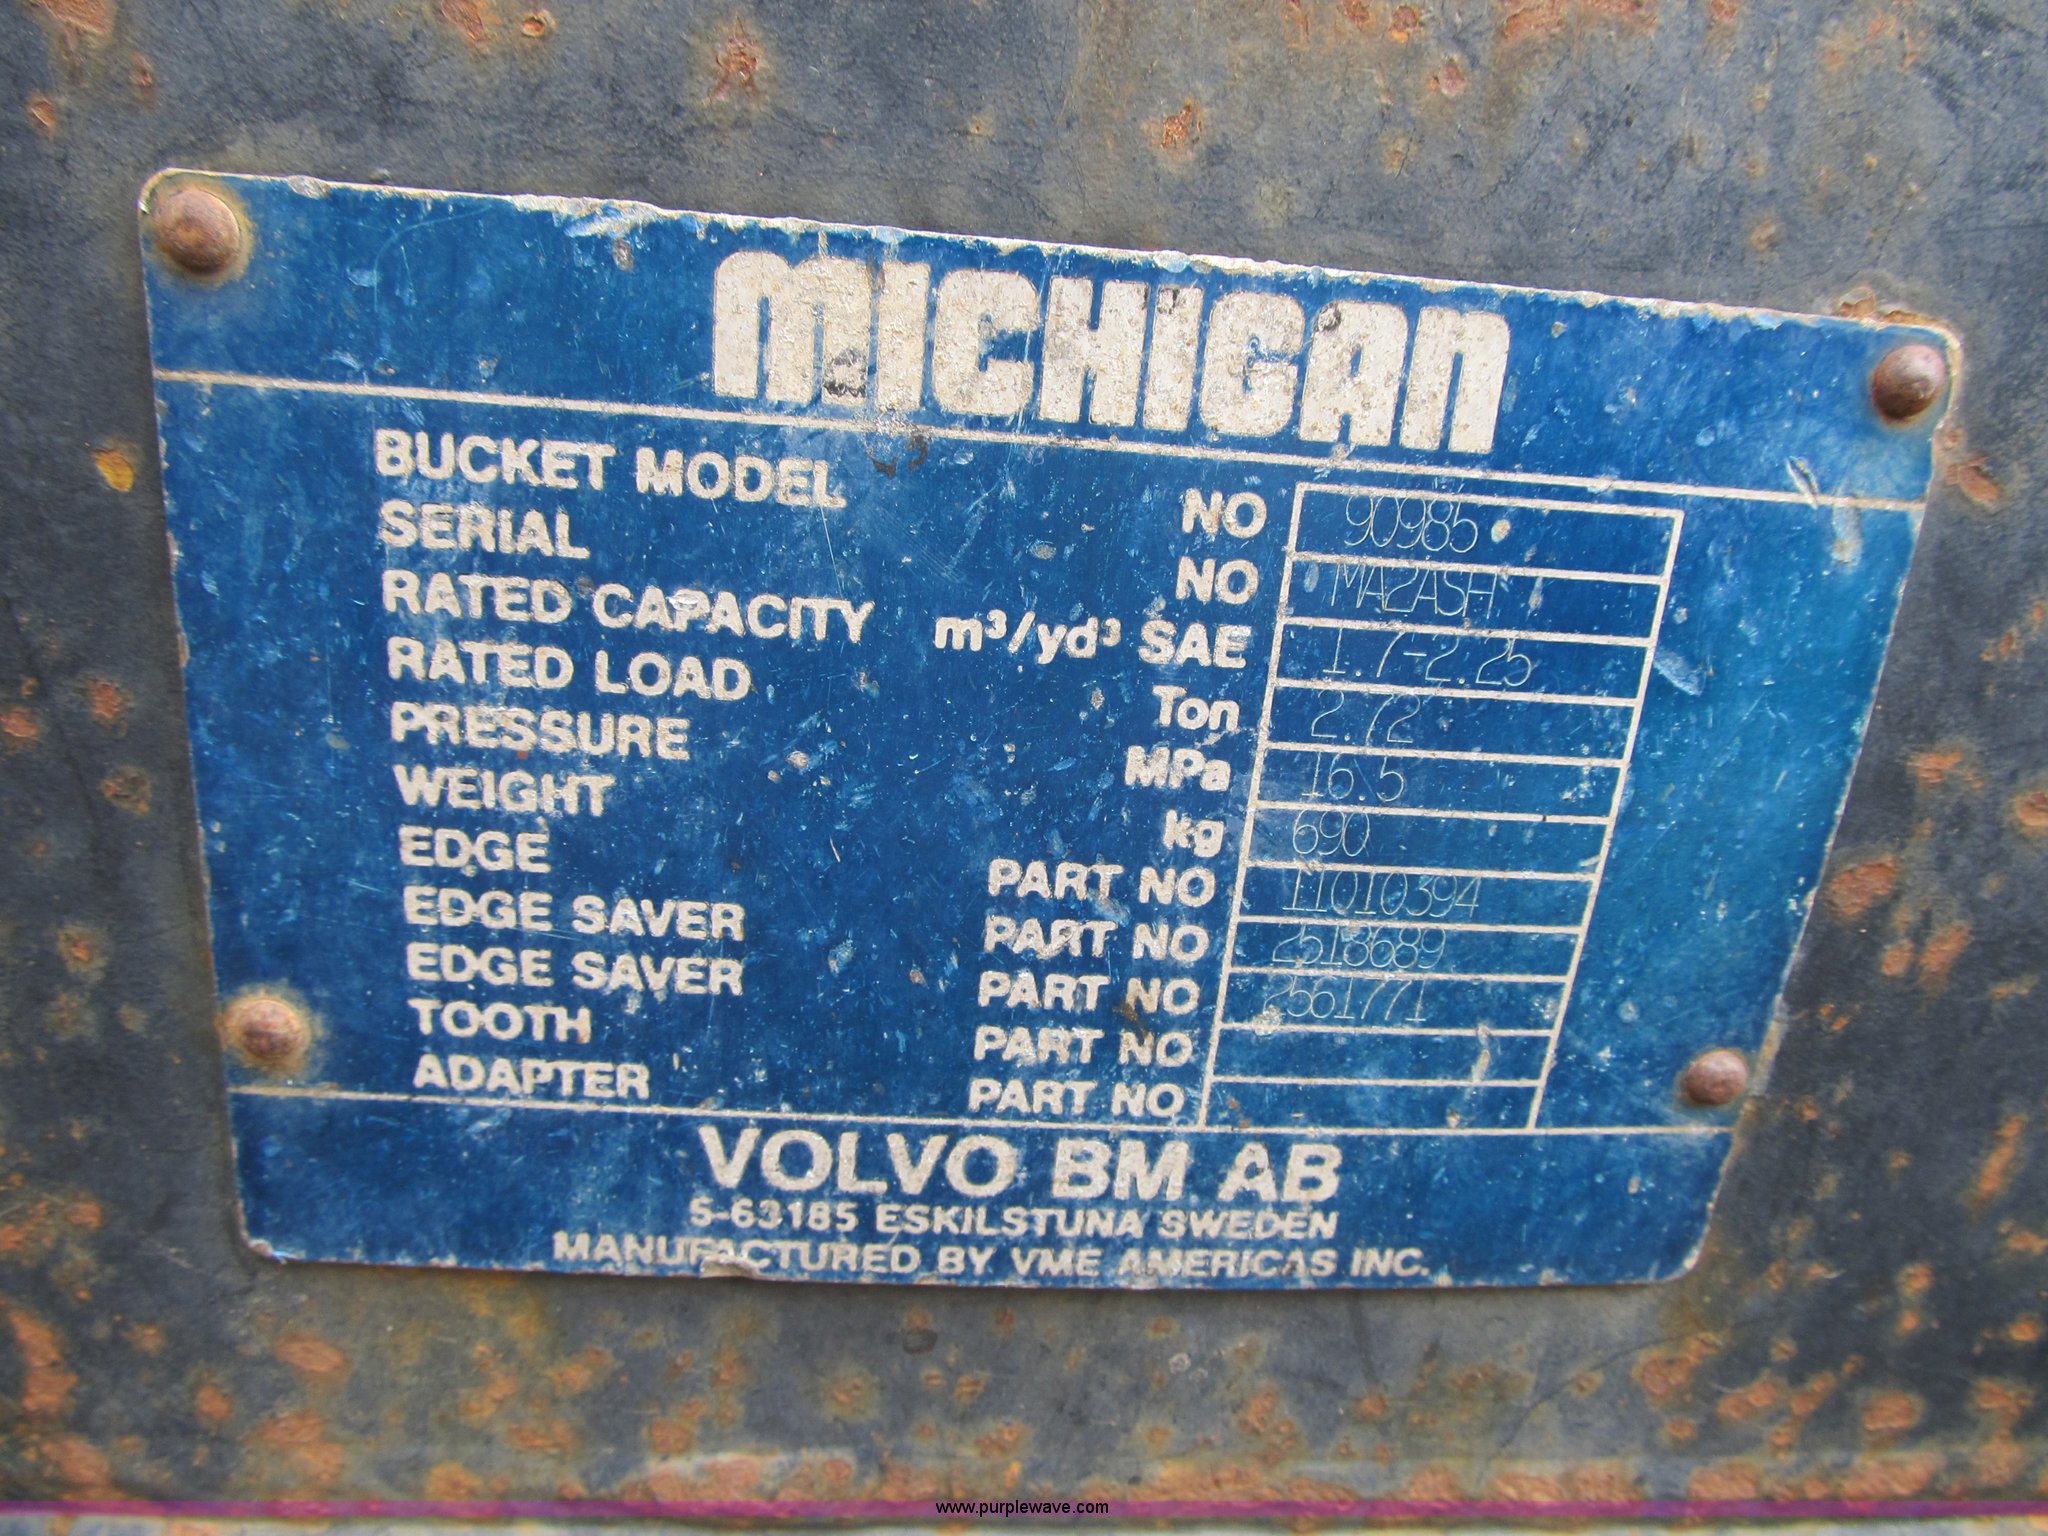 MICHIGAN
BUCKET MODEL NO 90985
SERIAL NO MA2ASH
RATED CAPACITY m³/yd³ SAE 1.7-2.25
RATED LOAD Ton 2.72
PRESSURE MPa 16.5
WEIGHT kg 690
EDGE PART NO 11010394
EDGE SAVER PART NO 2518689
EDGE SAVER PART NO 2561771
TOOTH PART NO
ADAPTER PART NO
VOLVO BM AB
S-63185 ESKILSTUNA SWEDEN
MANUFACTURED BY VME AMERICAS INC.
www.purplewave.com